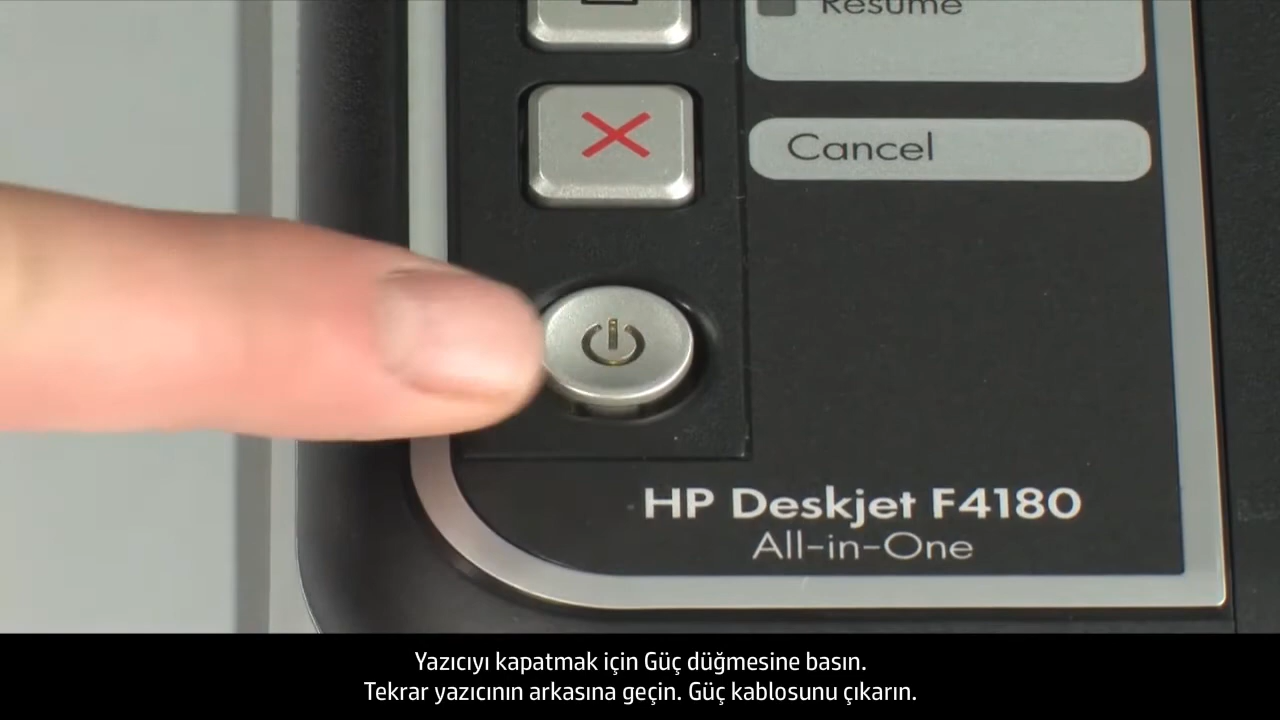 Resume
Cancel
HP Deskjet F4180
All-in-One
Yazıcıyı kapatmak için Güç düğmesine basın.
Tekrar yazıcının arkasına geçin. Güç kablosunu çıkarın.